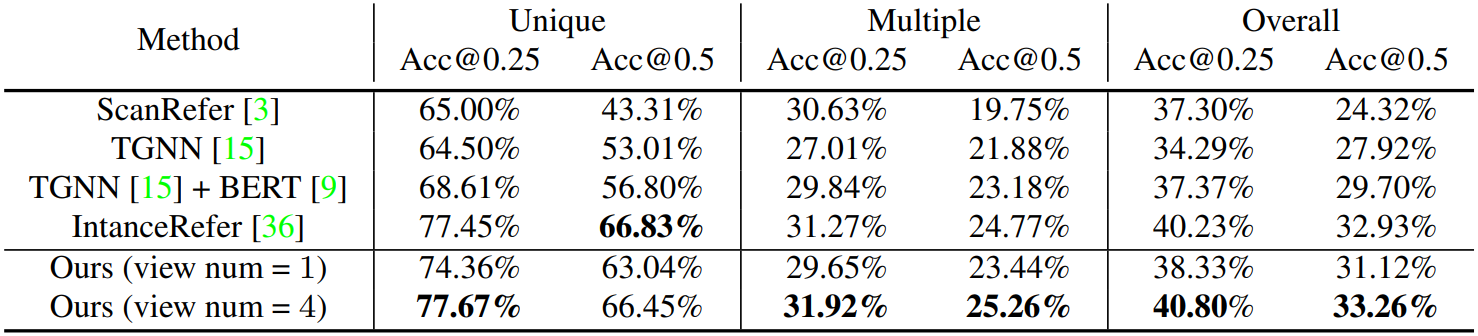 Method Unique Multiple Overall
Acc@0.25 Acc@0.5 Acc@0.25 Acc@0.5 Acc@0.25 Acc@0.5
ScanRefer [3] 65.00% 43.31% 30.63% 19.75% 37.30% 24.32%
TGNN [15] 64.50% 53.01% 27.01% 21.88% 34.29% 27.92%
TGNN [15] + BERT [9] 68.61% 56.80% 29.84% 23.18% 37.37% 29.70%
IntanceRefer [36] 77.45% 66.83% 31.27% 24.77% 40.23% 32.93%
Ours (view num = 1) 74.36% 63.04% 29.65% 23.44% 38.33% 31.12%
Ours (view num = 4) 77.67% 66.45% 31.92% 25.26% 40.80% 33.26%